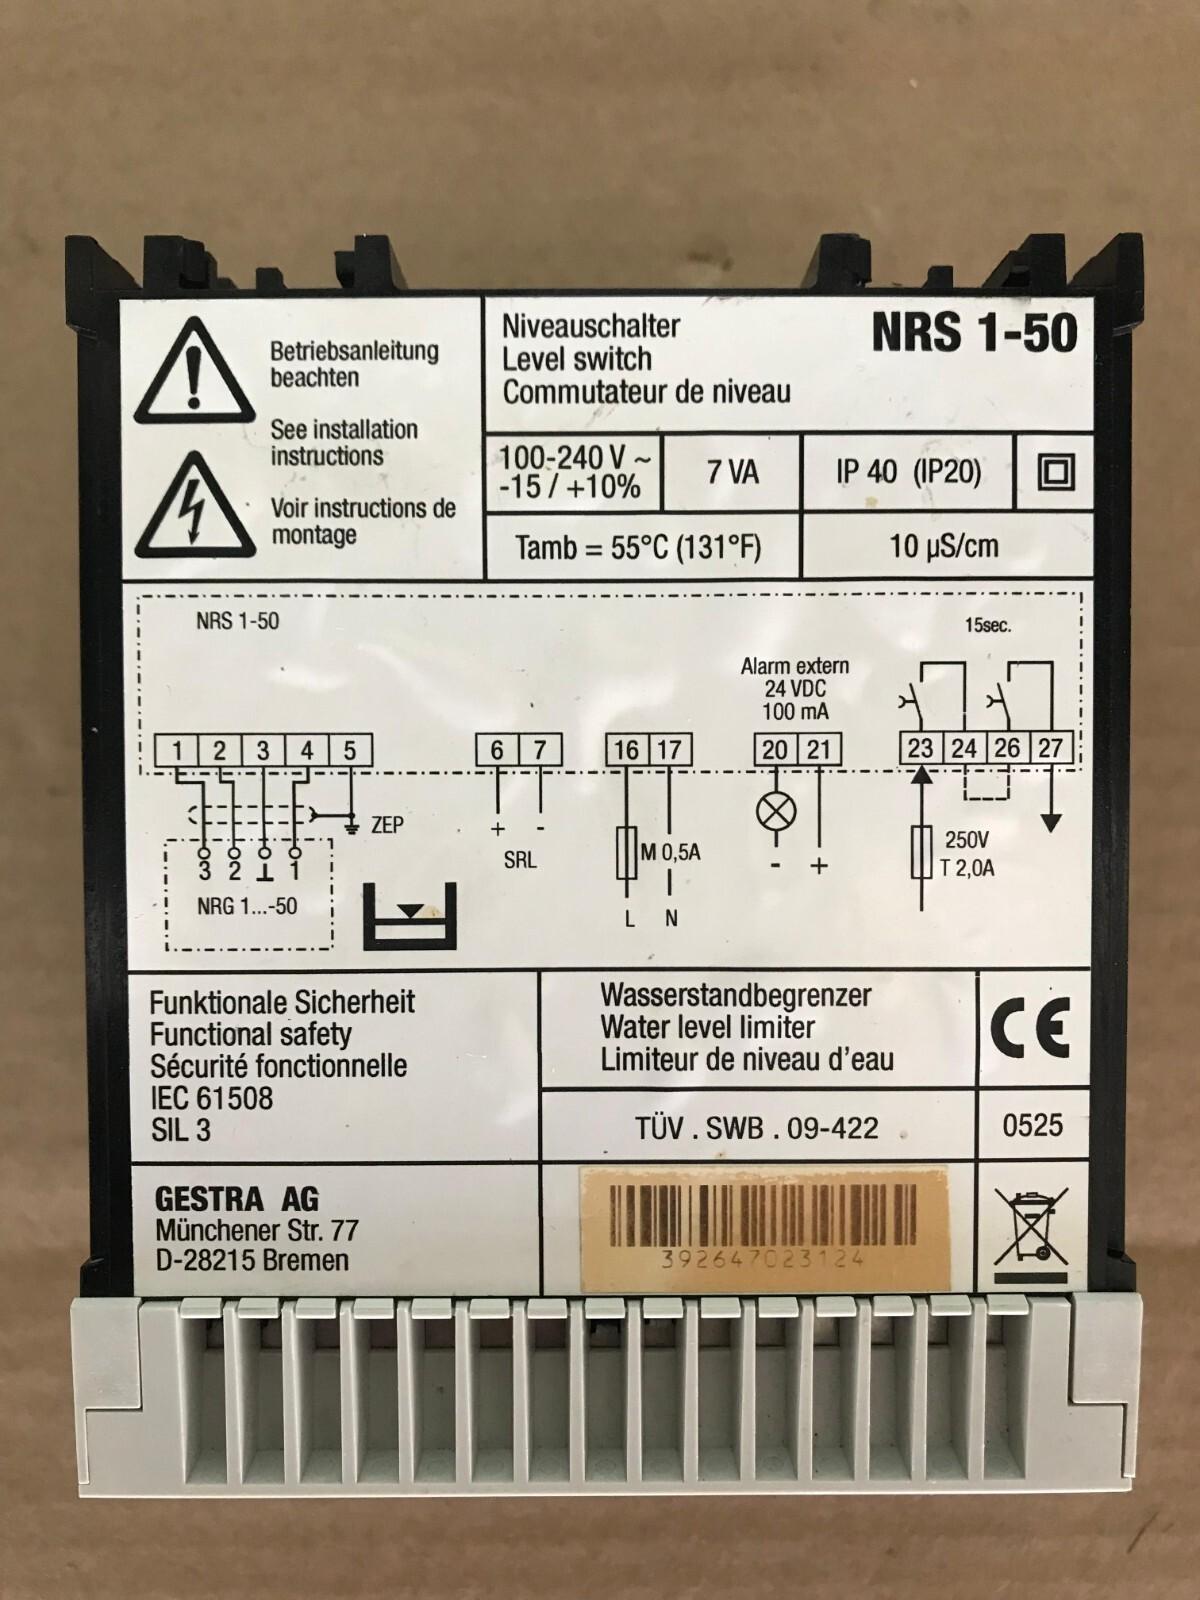 Betriebsanleitung
beachten
See installation
instructions
Voir instructions de
montage
Niveauschalter
Level switch
Commutateur de niveau
NRS 1-50
100-240 V ~
-15 / +10%
7 VA
IP 40 (IP20)
Tamb = 55°C (131°F)
10 µS/cm
NRS 1-50
15sec.
Alarm extern
24 VDC
100 mA
1 2 3 4 5
6 7
16 17
20 21
23 24 26 27
ZEP
+ -
SRL
M 0,5A
L N
- +
250V
T 2,0A
3 2 ⊥ 1
NRG 1...-50
Funktionale Sicherheit
Functional safety
Sécurité fonctionnelle
IEC 61508
SIL 3
Wasserstandbegrenzer
Water level limiter
Limiteur de niveau d'eau
CE
TÜV . SWB . 09-422
0525
GESTRA AG
Münchener Str. 77
D-28215 Bremen
392647023124